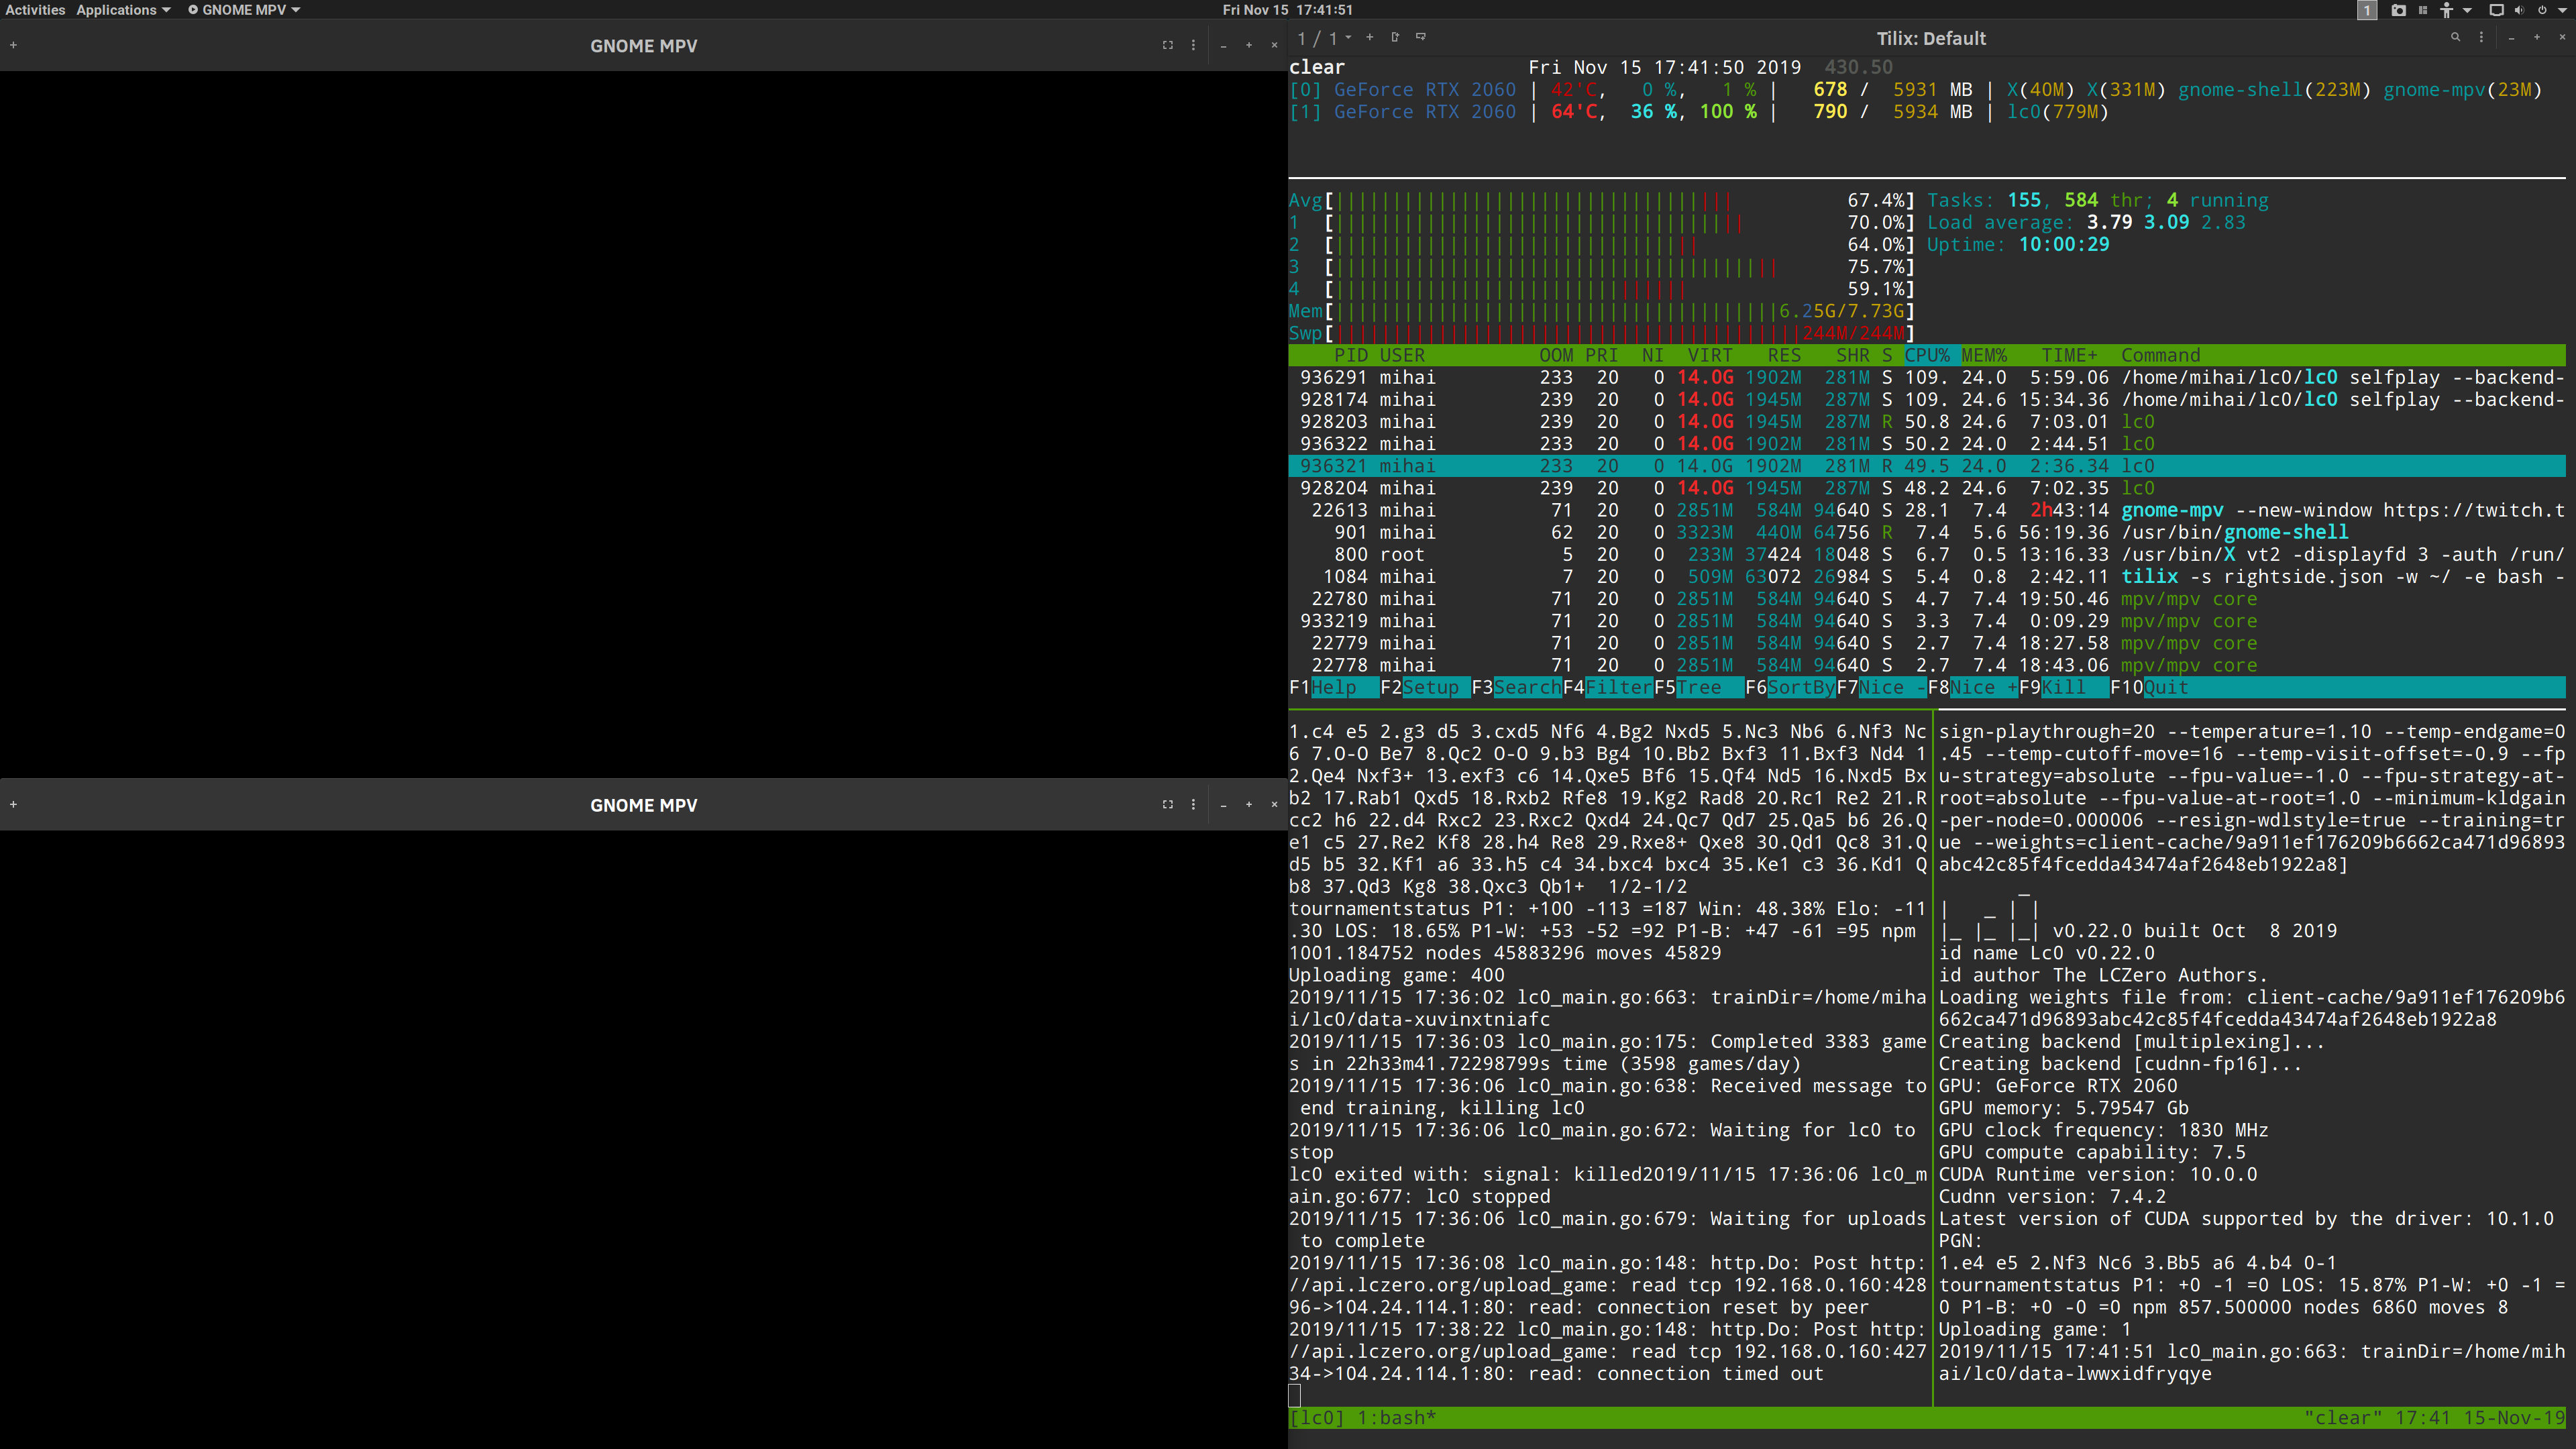 Activities Applications GNOME MPV Fri Nov 15 17:41:51 1
GNOME MPV
1 / 1 Tilix: Default
clear Fri Nov 15 17:41:50 2019 430.50
[0] GeForce RTX 2060 | 42'C, 0 %, 1 % | 678 / 5931 MB | X(40M) X(331M) gnome-shell(223M) gnome-mpv(23M)
[1] GeForce RTX 2060 | 64'C, 36 %, 100 % | 790 / 5934 MB | lc0(779M)
Avg[ 67.4%] Tasks: 155, 584 thr; 4 running
1 [ 70.0%] Load average: 3.79 3.09 2.83
2 [ 64.0%] Uptime: 10:00:29
3 [ 75.7%]
4 [ 59.1%]
Mem[ 6.25G/7.73G]
Swp[ 244M/244M]
PID USER OOM PRI NI VIRT RES SHR S CPU% MEM% TIME+ Command
936291 mihai 233 20 0 14.0G 1902M 281M S 109. 24.0 5:59.06 /home/mihai/lc0/lc0 selfplay --backend-
928174 mihai 239 20 0 14.0G 1945M 287M S 109. 24.6 15:34.36 /home/mihai/lc0/lc0 selfplay --backend-
928203 mihai 239 20 0 14.0G 1945M 287M R 50.8 24.6 7:03.01 lc0
936322 mihai 233 20 0 14.0G 1902M 281M S 50.2 24.0 2:44.51 lc0
936321 mihai 233 20 0 14.0G 1902M 281M R 49.5 24.0 2:36.34 lc0
928204 mihai 239 20 0 14.0G 1945M 287M S 48.2 24.6 7:02.35 lc0
22613 mihai 71 20 0 2851M 584M 94640 S 28.1 7.4 2h43:14 gnome-mpv --new-window https://twitch.t
901 mihai 62 20 0 3323M 440M 64756 R 7.4 5.6 56:19.36 /usr/bin/gnome-shell
800 root 5 20 0 233M 37424 18048 S 6.7 0.5 13:16.33 /usr/bin/X vt2 -displayfd 3 -auth /run/
1084 mihai 7 20 0 509M 63072 26984 S 5.4 0.8 2:42.11 tilix -s rightside.json -w ~/ -e bash -
22780 mihai 71 20 0 2851M 584M 94640 S 4.7 7.4 19:50.46 mpv/mpv core
933219 mihai 71 20 0 2851M 584M 94640 S 3.3 7.4 0:09.29 mpv/mpv core
22779 mihai 71 20 0 2851M 584M 94640 S 2.7 7.4 18:27.58 mpv/mpv core
22778 mihai 71 20 0 2851M 584M 94640 S 2.7 7.4 18:43.06 mpv/mpv core
F1Help F2Setup F3SearchF4FilterF5Tree F6SortByF7Nice -F8Nice +F9Kill F10Quit
GNOME MPV
1.c4 e5 2.g3 d5 3.cxd5 Nf6 4.Bg2 Nxd5 5.Nc3 Nb6 6.Nf3 Nc
6 7.O-O Be7 8.Qc2 O-O 9.b3 Bg4 10.Bb2 Bxf3 11.Bxf3 Nd4 1
2.Qe4 Nxf3+ 13.exf3 c6 14.Qxe5 Bf6 15.Qf4 Nd5 16.Nxd5 Bx
b2 17.Rab1 Qxd5 18.Rxb2 Rfe8 19.Kg2 Rad8 20.Rc1 Re2 21.R
cc2 h6 22.d4 Rxc2 23.Rxc2 Qxd4 24.Qc7 Qd7 25.Qa5 b6 26.Q
e1 c5 27.Re2 Kf8 28.h4 Re8 29.Rxe8+ Qxe8 30.Qd1 Qc8 31.Q
d5 b5 32.Kf1 a6 33.h5 c4 34.bxc4 bxc4 35.Ke1 c3 36.Kd1 Q
b8 37.Qd3 Kg8 38.Qxc3 Qb1+ 1/2-1/2
tournamentstatus P1: +100 -113 =187 Win: 48.38% Elo: -11
.30 LOS: 18.65% P1-W: +53 -52 =92 P1-B: +47 -61 =95 npm
1001.184752 nodes 45883296 moves 45829
Uploading game: 400
2019/11/15 17:36:02 lc0_main.go:663: trainDir=/home/miha
i/lc0/data-xuvinxtniafc
2019/11/15 17:36:03 lc0_main.go:175: Completed 3383 game
s in 22h33m41.72298799s time (3598 games/day)
2019/11/15 17:36:06 lc0_main.go:638: Received message to
end training, killing lc0
2019/11/15 17:36:06 lc0_main.go:672: Waiting for lc0 to
stop
lc0 exited with: signal: killed2019/11/15 17:36:06 lc0_m
ain.go:677: lc0 stopped
2019/11/15 17:36:06 lc0_main.go:679: Waiting for uploads
to complete
2019/11/15 17:36:08 lc0_main.go:148: http.Do: Post http:
//api.lczero.org/upload_game: read tcp 192.168.0.160:428
96->104.24.114.1:80: read: connection reset by peer
2019/11/15 17:38:22 lc0_main.go:148: http.Do: Post http:
//api.lczero.org/upload_game: read tcp 192.168.0.160:427
34->104.24.114.1:80: read: connection timed out
sign-playthrough=20 --temperature=1.10 --temp-endgame=0
.45 --temp-cutoff-move=16 --temp-visit-offset=-0.9 --fp
u-strategy=absolute --fpu-value=-1.0 --fpu-strategy-at-
root=absolute --fpu-value-at-root=1.0 --minimum-kldgain
-per-node=0.000006 --resign-wdlstyle=true --training=tr
ue --weights=client-cache/9a911ef176209b6662ca471d96893
abc42c85f4fcedda43474af2648eb1922a8]
_
| _ | |
|_ |_ |_| v0.22.0 built Oct 8 2019
id name Lc0 v0.22.0
id author The LCZero Authors.
Loading weights file from: client-cache/9a911ef176209b6
662ca471d96893abc42c85f4fcedda43474af2648eb1922a8
Creating backend [multiplexing]...
Creating backend [cudnn-fp16]...
GPU: GeForce RTX 2060
GPU memory: 5.79547 Gb
GPU clock frequency: 1830 MHz
GPU compute capability: 7.5
CUDA Runtime version: 10.0.0
Cudnn version: 7.4.2
Latest version of CUDA supported by the driver: 10.1.0
PGN:
1.e4 e5 2.Nf3 Nc6 3.Bb5 a6 4.b4 0-1
tournamentstatus P1: +0 -1 =0 LOS: 15.87% P1-W: +0 -1 =
0 P1-B: +0 -0 =0 npm 857.500000 nodes 6860 moves 8
Uploading game: 1
2019/11/15 17:41:51 lc0_main.go:663: trainDir=/home/mih
ai/lc0/data-lwwxidfryqye
[lc0] 1:bash* "clear" 17:41 15-Nov-19